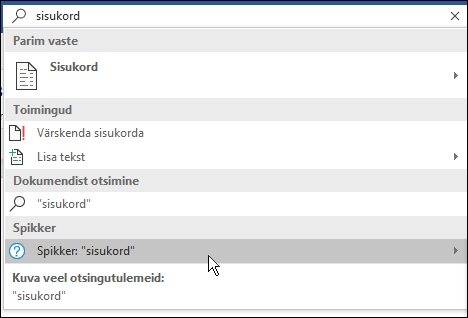 sisukord
Parim vaste
Sisukord
Toimingud
Värskenda sisukorda
Lisa tekst
Dokumendist otsimine
"sisukord"
Spikker
Spikker: "sisukord"
Kuva veel otsingutulemeid:
"sisukord"